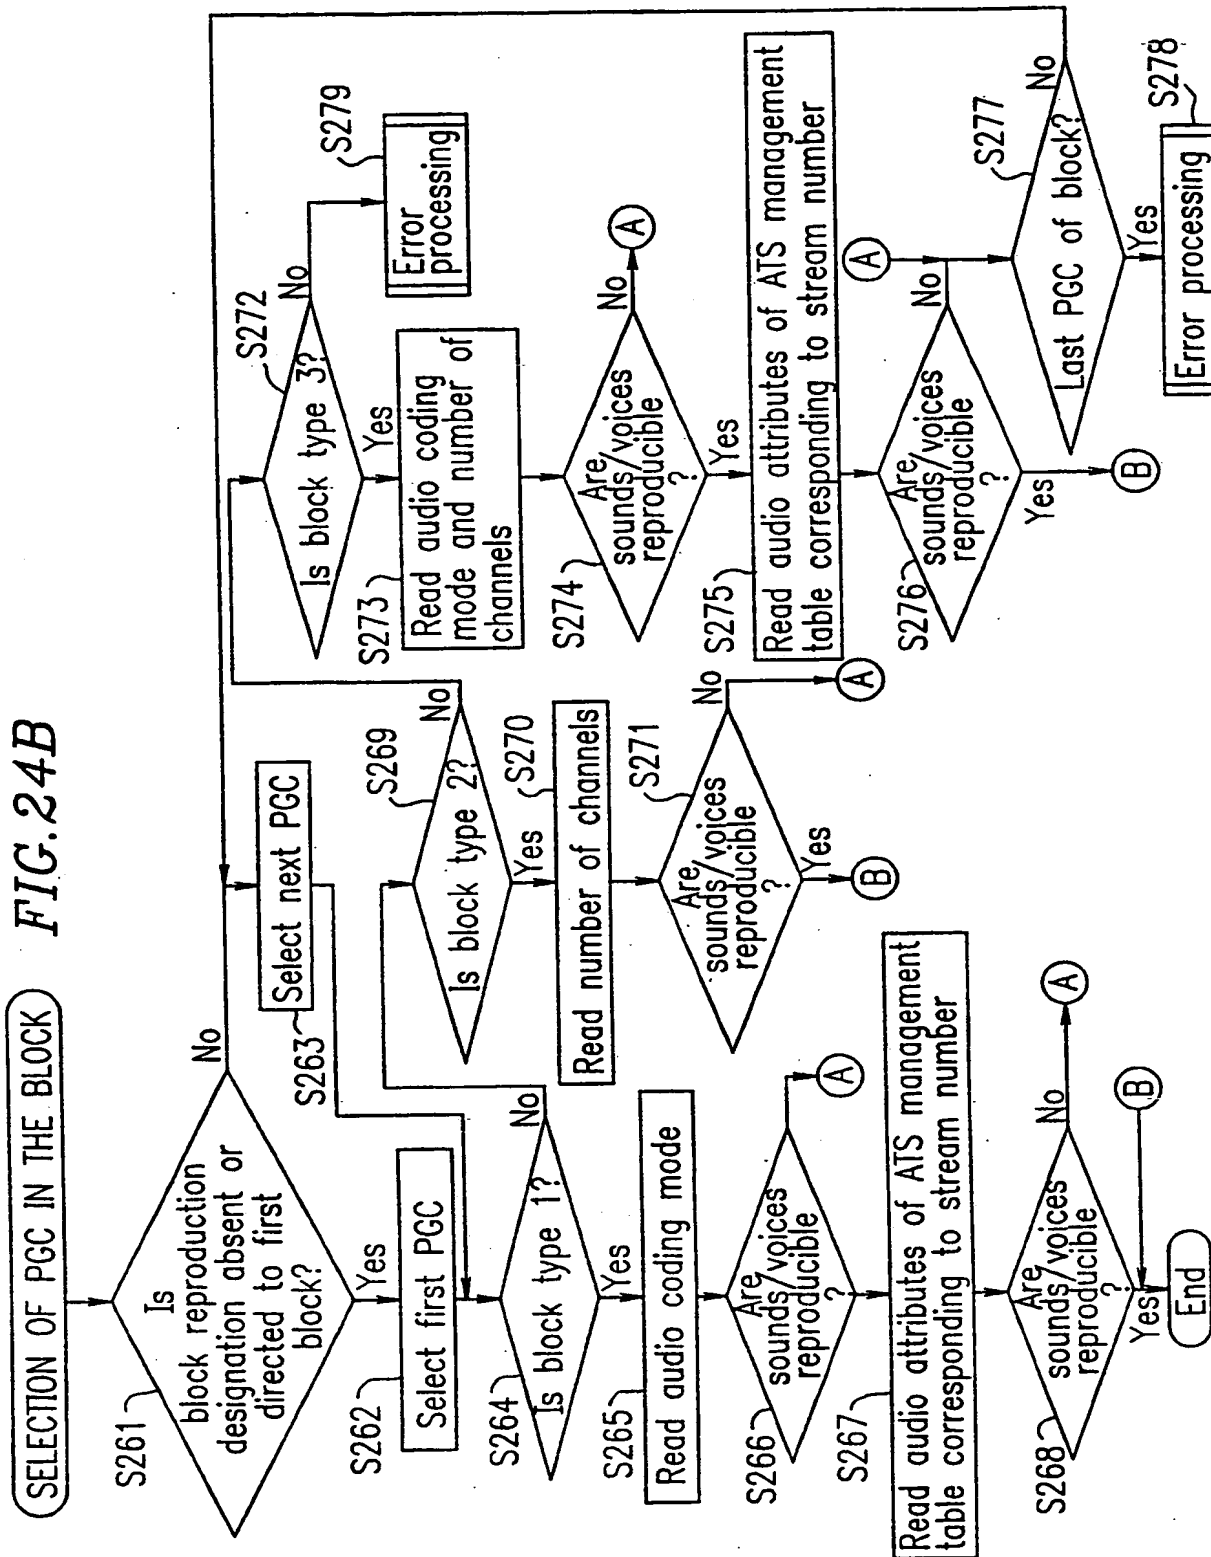 FIG.24B
SELECTION OF PGC IN THE BLOCK
S261
Is
block reproduction
designation absent or
directed to first
block?
No
Yes
S262
Select first PGC
S263
Select next PGC
S264
Is block type 1?
No
Yes
S265
Read audio coding mode
S266
Are
sounds/voices
reproducible
?
A
S267
Read audio attributes of ATS management
table corresponding to stream number
S268
Are
sounds/voices
reproducible
?
No
A
Yes
B
End
S269
Is block type 2?
No
Yes
S270
Read number of channels
S271
Are
sounds/voices
reproducible
?
No
A
Yes
B
S272
Is block type 3?
No
Yes
S279
Error
processing
S273
Read audio coding
mode and number of
channels
S274
Are
sounds/voices
reproducible
?
No
A
Yes
S275
Read audio attributes of ATS management
table corresponding to stream number
S276
Are
sounds/voices
reproducible
?
No
Yes
B
A
S277
Last PGC of block?
No
Yes
S278
Error processing